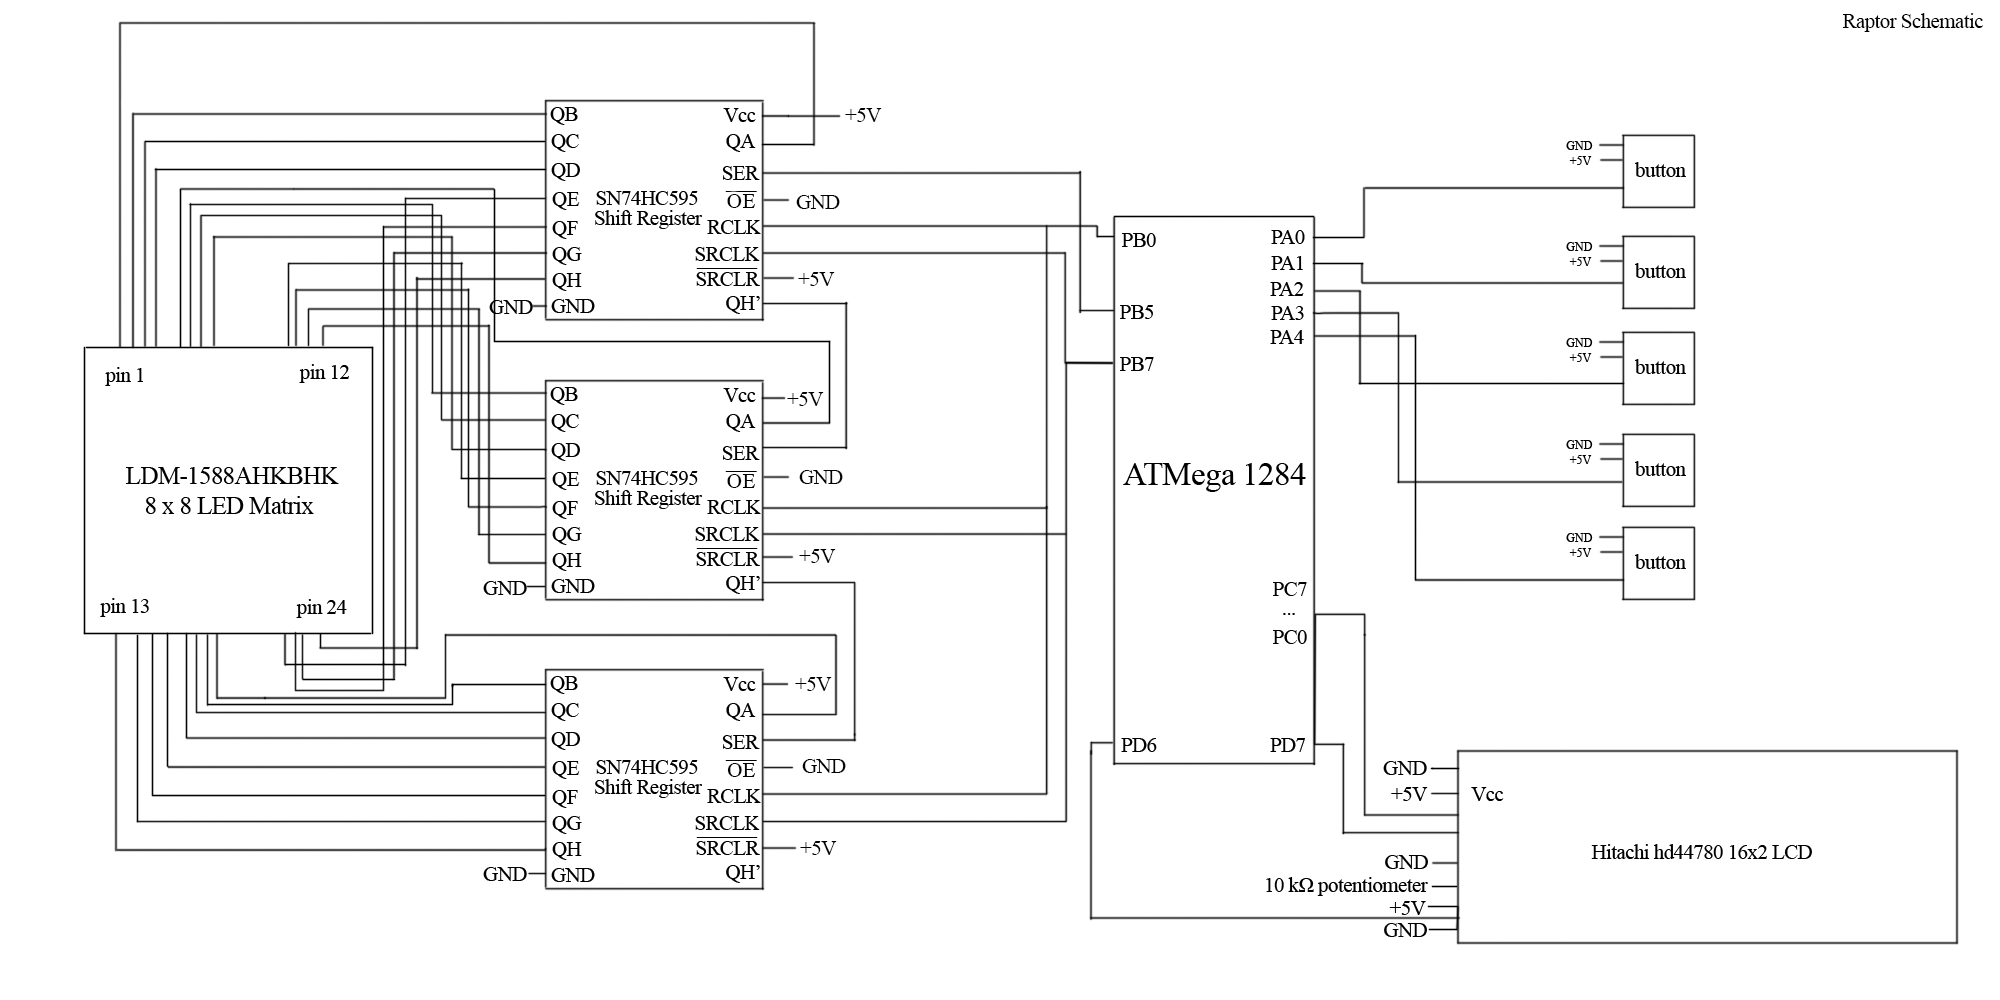 Raptor Schematic
QB
QC
QD
QE
QF
QG
QH
GND GND
SN74HC595
Shift Register
Vcc +5V
QA
SER
OE GND
RCLK
SRCLK
SRCLR +5V
QH'
pin 1
pin 12
LDM-1588AHKBHK
8 x 8 LED Matrix
pin 13
pin 24
QB
QC
QD
QE
QF
QG
QH
GND GND
SN74HC595
Shift Register
Vcc +5V
QA
SER
OE GND
RCLK
SRCLK
SRCLR +5V
QH'
QB
QC
QD
QE
QF
QG
QH
GND GND
SN74HC595
Shift Register
Vcc +5V
QA
SER
OE GND
RCLK
SRCLK
SRCLR +5V
QH'
PB0
PB5
PB7
ATMega 1284
PD6
PA0
PA1
PA2
PA3
PA4
PC7
...
PC0
PD7
GND
+5V
button
GND
+5V
button
GND
+5V
button
GND
+5V
button
GND
+5V
button
GND
+5V Vcc
GND
10 kΩ potentiometer
+5V
GND
Hitachi hd44780 16x2 LCD